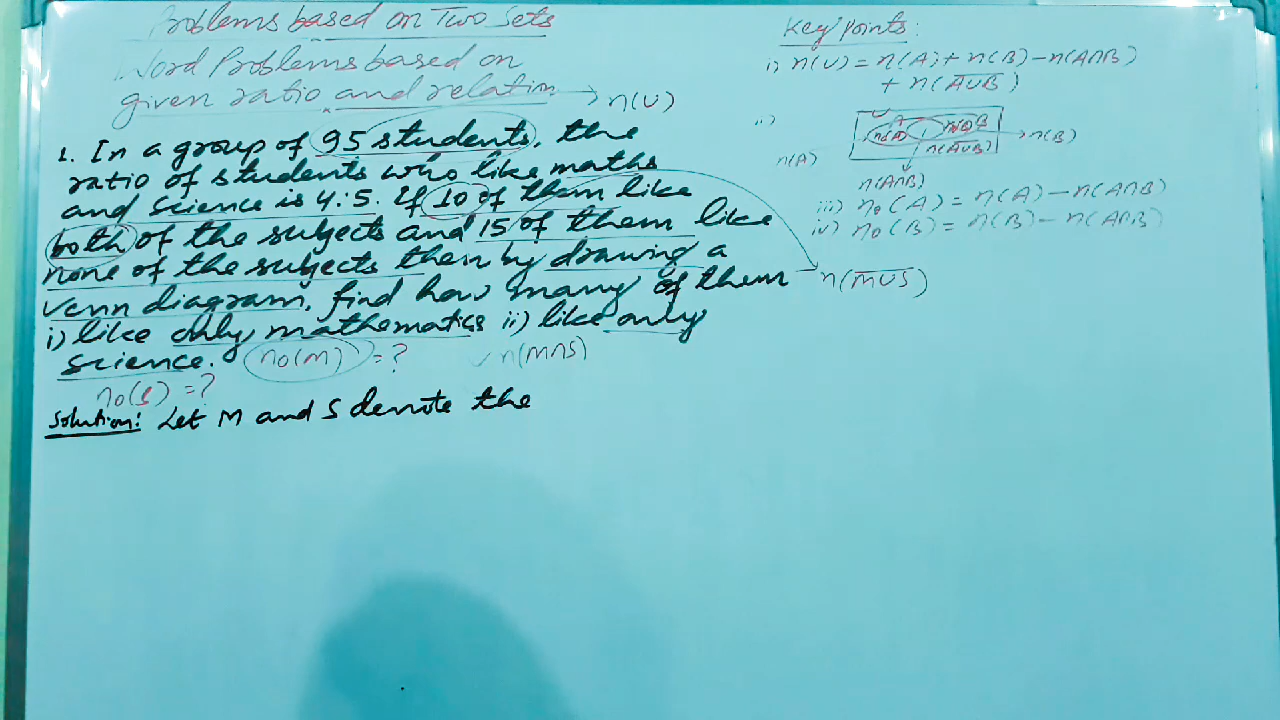 Problems based on Two Sets
Word Problems based on
given ratio and relation → n(U)
1. In a group of 95 students, the
ratio of students who like maths
and science is 4:5. If 10 of them like
both of the subjects and 15 of them like
none of the subjects then by drawing a
venn diagram, find how many of them
i) like only mathematics ii) like only
science. n₀(M) = ? ✓ n(M∩S)
n₀(S) = ?
Solution: Let M and S denote the
n(M̅U̅S̅)
Key points:
i) n(U) = n(A) + n(B) - n(A∩B)
+ n(A̅U̅B̅)
ii)
U A B
n(A) → n(B)
n(A̅U̅B̅)
n(A∩B)
iii) n₀(A) = n(A) - n(A∩B)
iv) n₀(B) = n(B) - n(A∩B)